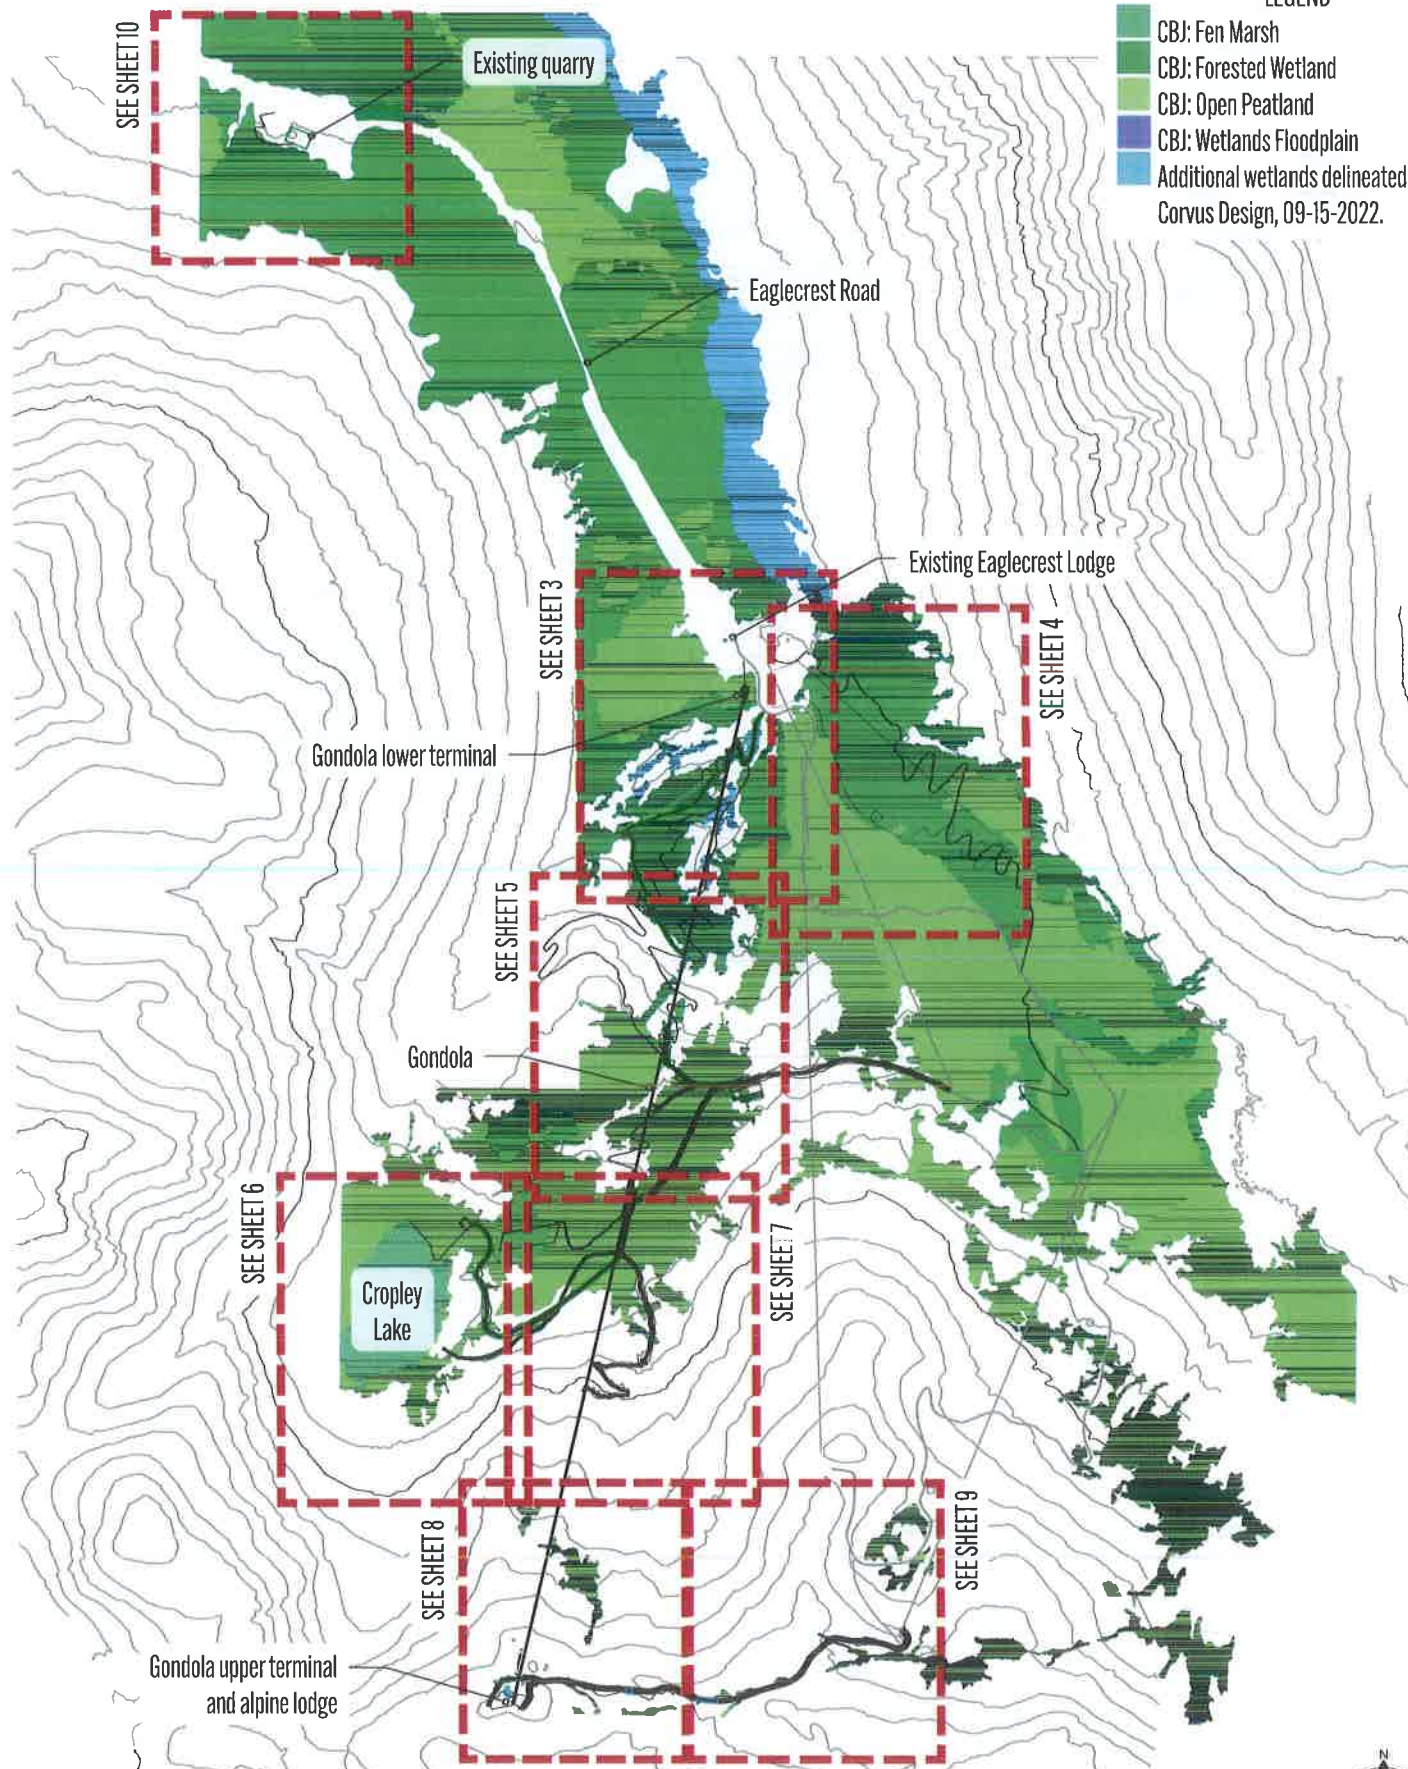 LEGEND
CBJ: Fen Marsh
CBJ: Forested Wetland
CBJ: Open Peatland
CBJ: Wetlands Floodplain
Additional wetlands delineated
Corvus Design, 09-15-2022.
SEE SHEET 10
Existing quarry
Eaglecrest Road
Existing Eaglecrest Lodge
SEE SHEET 3
SEE SHEET 4
Gondola lower terminal
SEE SHEET 5
Gondola
SEE SHEET 6
SEE SHEET 7
Cropley
Lake
SEE SHEET 8
SEE SHEET 9
Gondola upper terminal
and alpine lodge
N